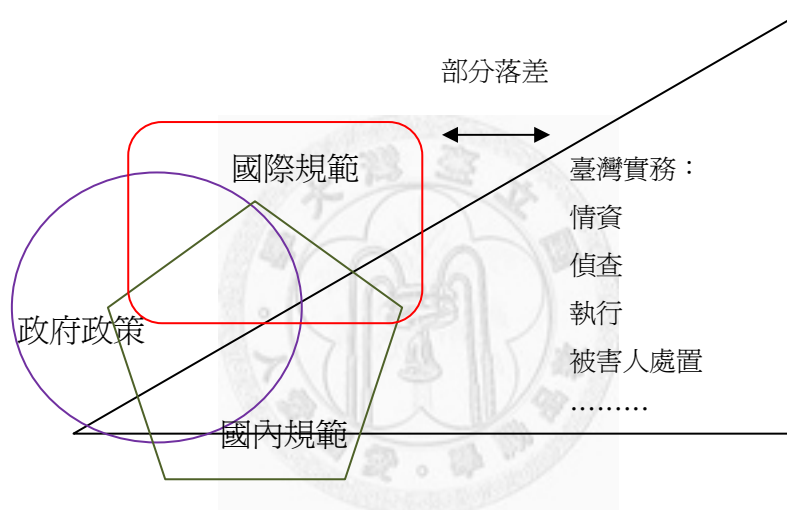 部分落差
國際規範
臺灣實務：
情資
偵查
執行
政府政策
被害人處置
………
國內規範